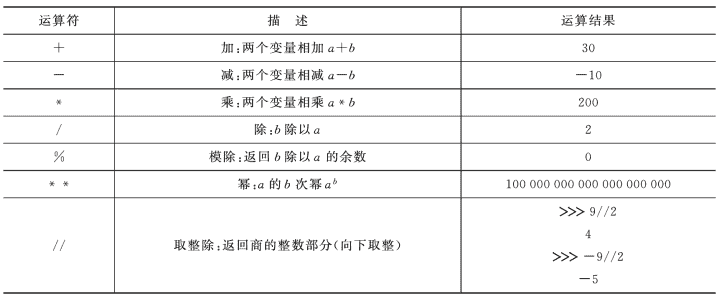 运算符 描 述 运算结果
+ 加:两个变量相加 a+b 30
- 减:两个变量相减 a-b -10
* 乘:两个变量相乘 a*b 200
/ 除:b 除以 a 2
% 模除:返回 b 除以 a 的余数 0
** 幂:a 的 b 次幂 aᵇ 100 000 000 000 000 000 000
// 取整除:返回商的整数部分(向下取整) >>> 9//2
4
>>> -9//2
-5